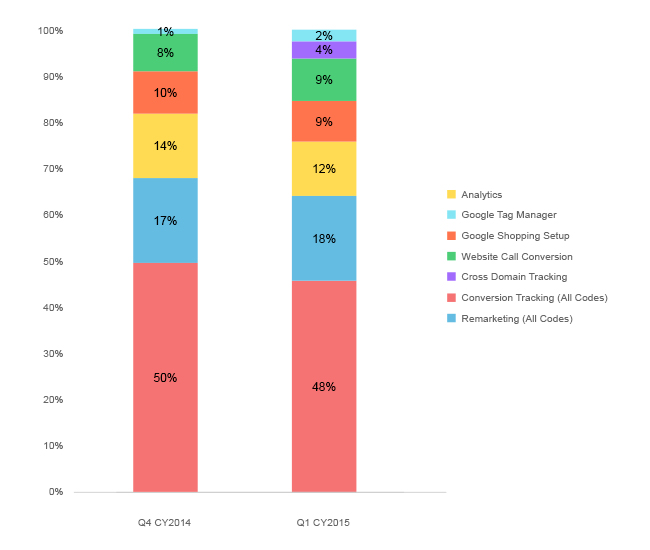 100%
1%
2%
4%
8%
9%
90%
10%
9%
80%
14%
12%
70%
Analytics
Google Tag Manager
60%
17%
18%
Google Shopping Setup
Website Call Conversion
50%
Cross Domain Tracking
Conversion Tracking (All Codes)
40%
Remarketing (All Codes)
30%
50%
48%
20%
10%
0%
Q4 CY2014
Q1 CY2015